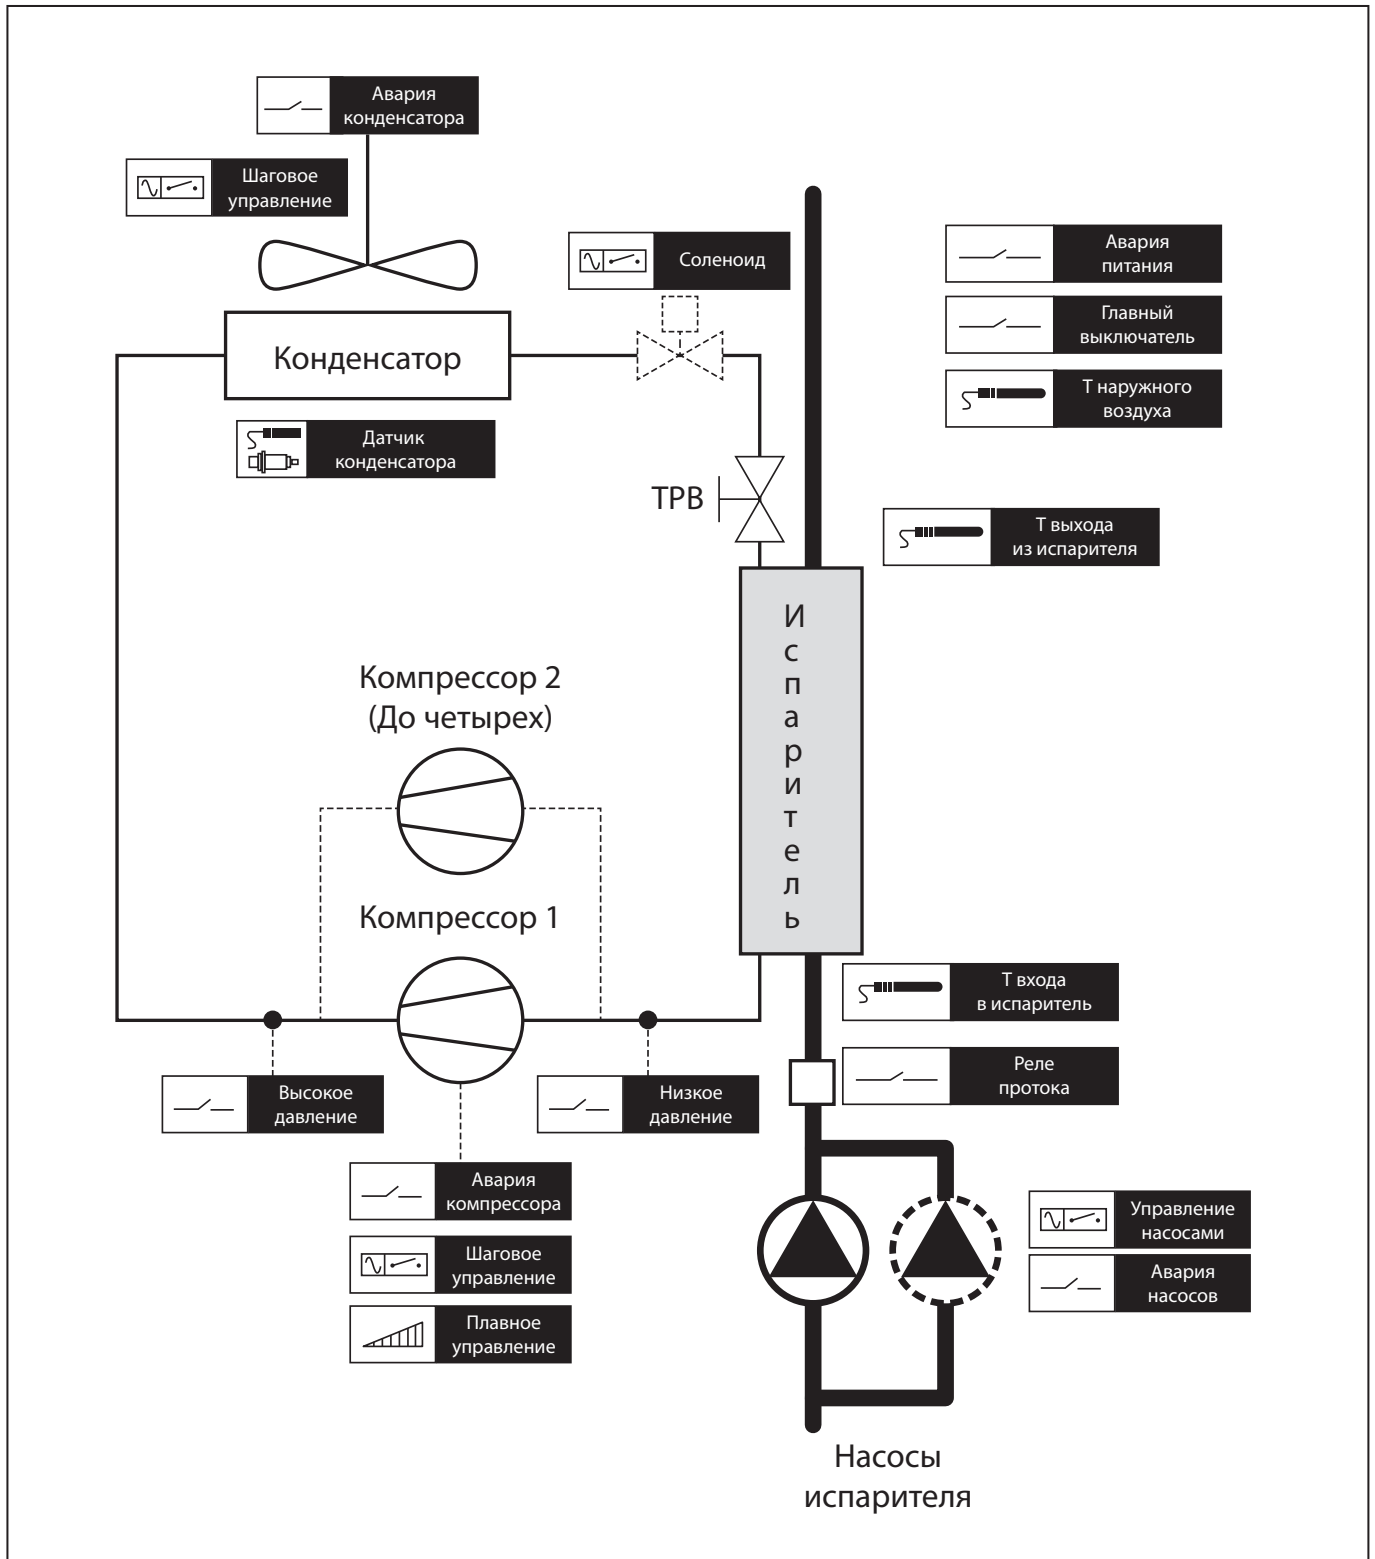 Авария
конденсатора
Шаговое
управление
Соленоид
Авария
питания
Главный
выключатель
Конденсатор
Т наружного
воздуха
Датчик
конденсатора
ТРВ
Т выхода
из испарителя
И
с
п
а
р
и
т
е
л
ь
Компрессор 2
(До четырех)
Компрессор 1
Т входа
в испаритель
Реле
протока
Высокое
давление
Низкое
давление
Авария
компрессора
Шаговое
управление
Плавное
управление
Управление
насосами
Авария
насосов
Насосы
испарителя